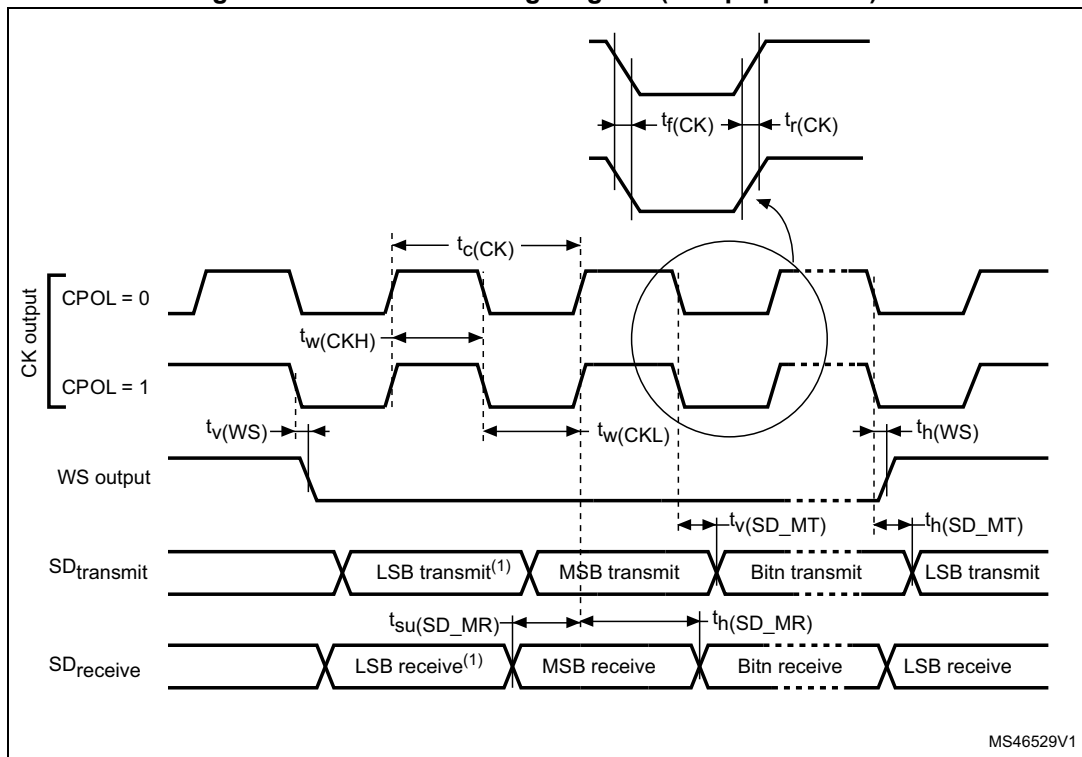 tf(CK)
tr(CK)
tc(CK)
CK output
CPOL = 0
tw(CKH)
CPOL = 1
tv(WS)
tw(CKL)
th(WS)
WS output
tv(SD_MT)
th(SD_MT)
SDtransmit
LSB transmit(1)
MSB transmit
Bitn transmit
LSB transmit
tsu(SD_MR)
th(SD_MR)
SDreceive
LSB receive(1)
MSB receive
Bitn receive
LSB receive
MS46529V1